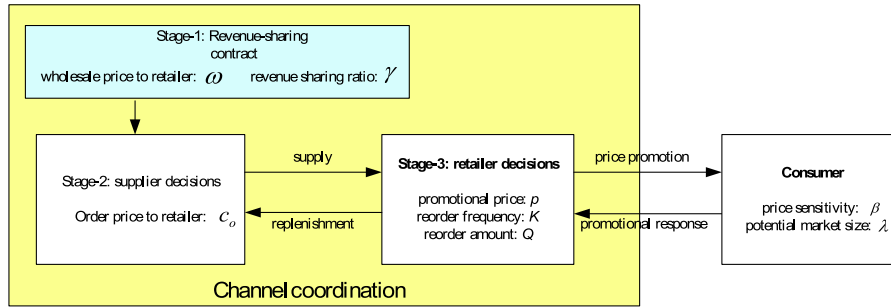 Stage-1: Revenue-sharing
contract
wholesale price to retailer: ω revenue sharing ratio: γ
Stage-2: supplier decisions
Order price to retailer: c_o
supply
replenishment
Stage-3: retailer decisions
promotional price: p
reorder frequency: K
reorder amount: Q
price promotion
promotional response
Consumer
price sensitivity: β
potential market size: λ
Channel coordination